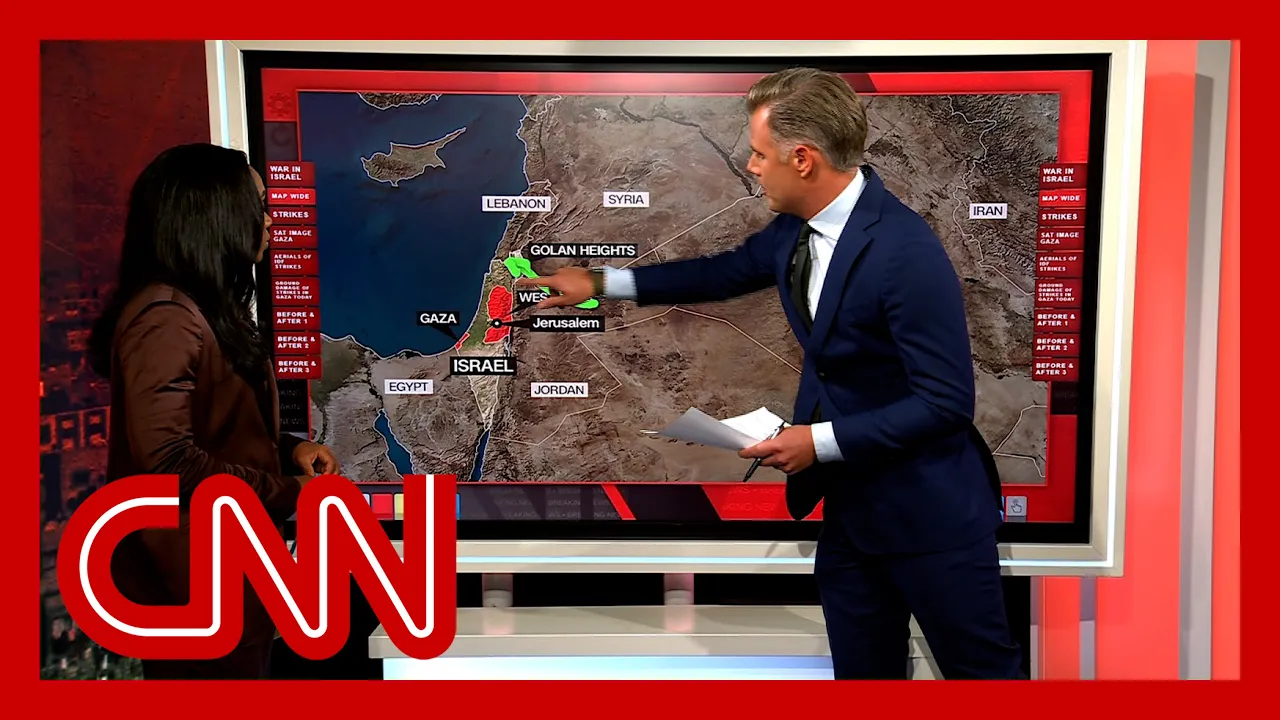 WAR IN
ISRAEL
MAP WIDE
STRIKES
SAT IMAGE
GAZA
AERIALS OF
IDF
STRIKES
GROUND
DAMAGE OF
STRIKES IN
GAZA TODAY
BEFORE &
AFTER 1
BEFORE &
AFTER 2
BEFORE &
AFTER 3
LEBANON
SYRIA
IRAN
GOLAN HEIGHTS
WES
GAZA
Jerusalem
ISRAEL
EGYPT
JORDAN
WAR IN
ISRAEL
MAP WIDE
STRIKES
SAT IMAGE
GAZA
AERIALS OF
IDF
STRIKES
GROUND
DAMAGE OF
STRIKES IN
GAZA TODAY
BEFORE &
AFTER 1
BEFORE &
AFTER 2
BEFORE &
AFTER 3
CNN